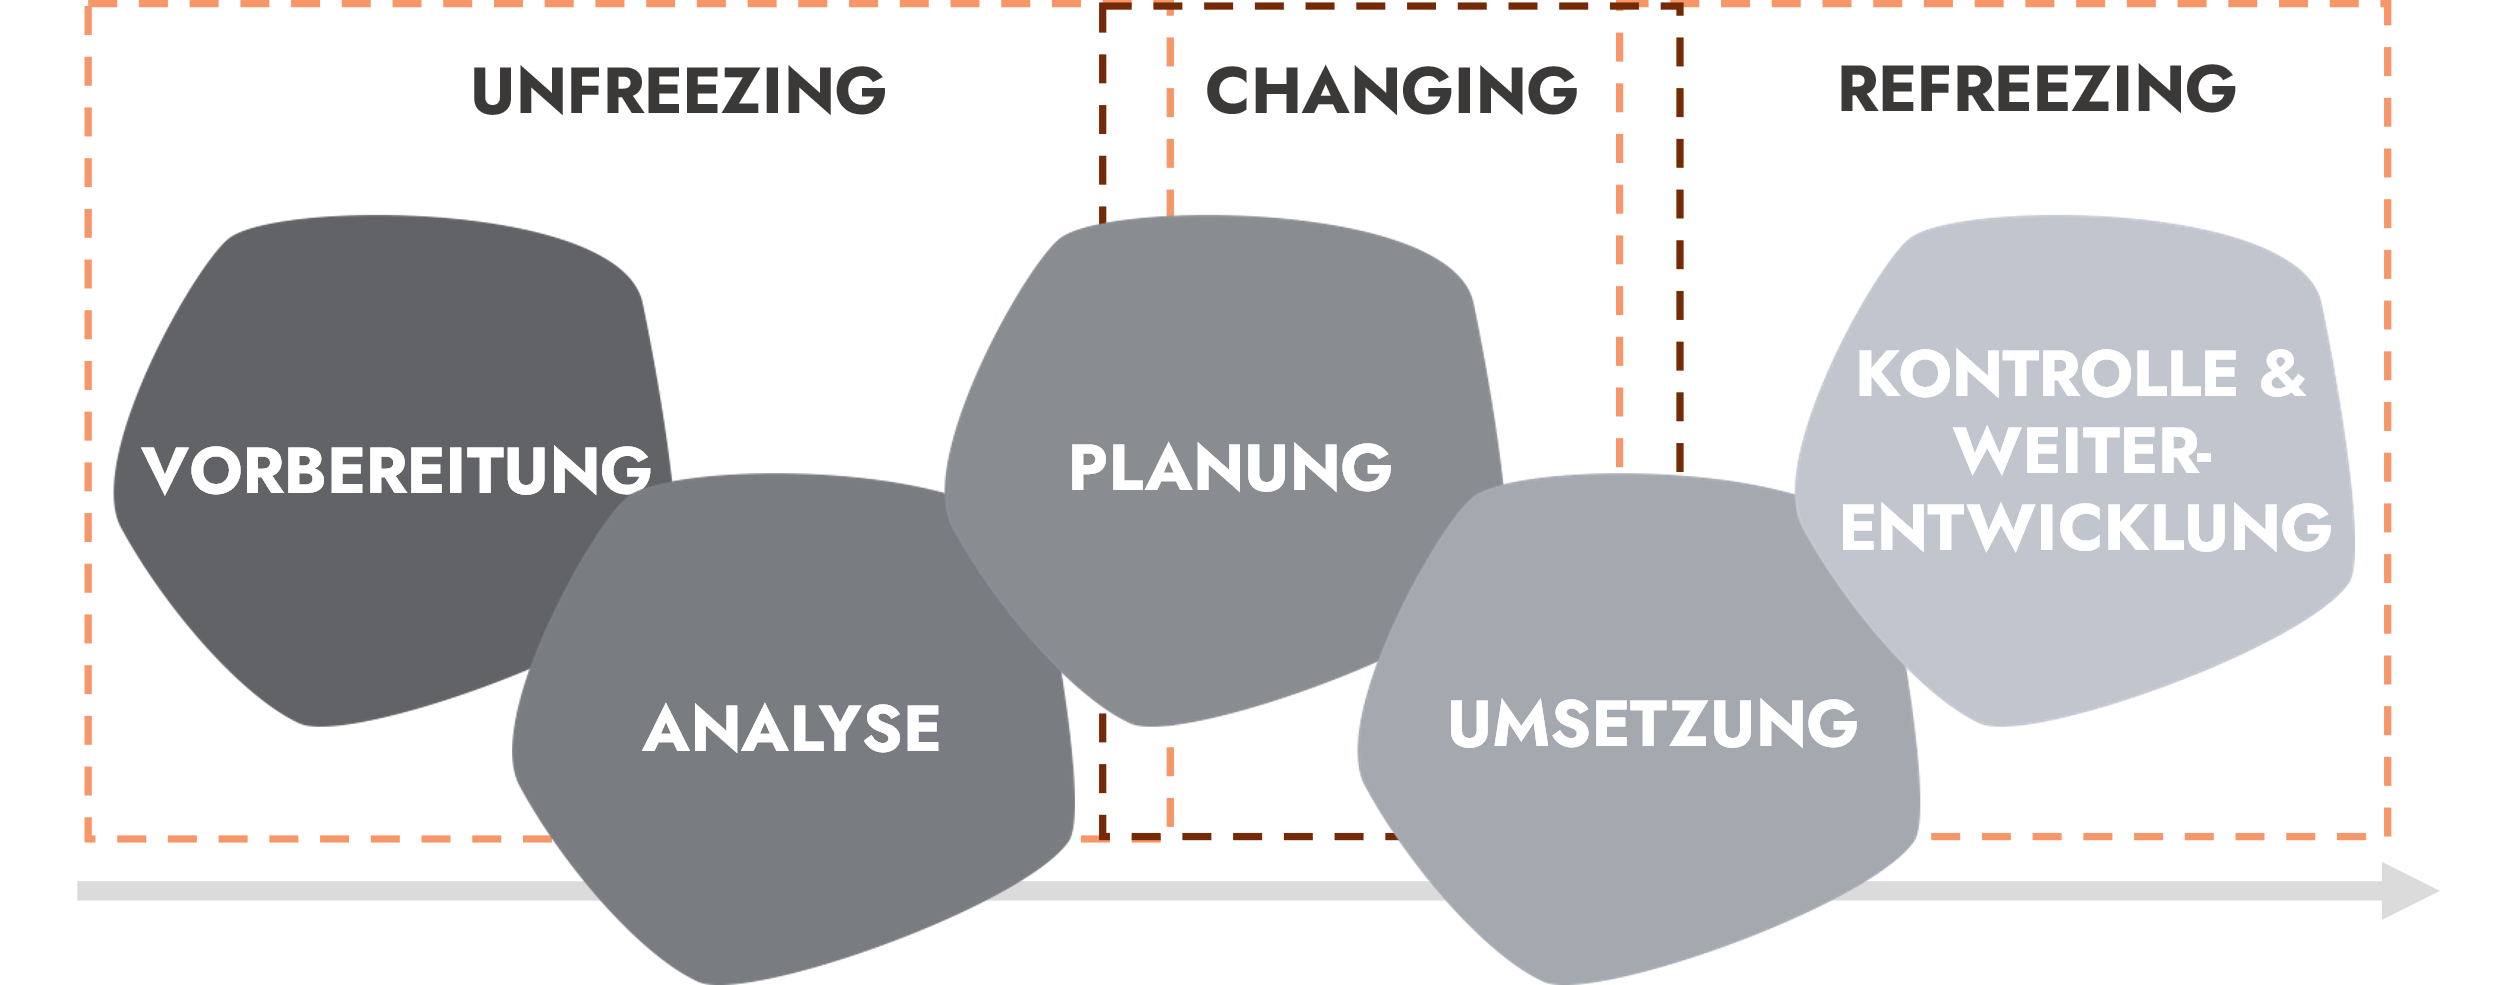 UNFREEZING
CHANGING
REFREEZING
VORBEREITUNG
ANALYSE
PLANUNG
UMSETZUNG
KONTROLLE &
WEITER-
ENTWICKLUNG